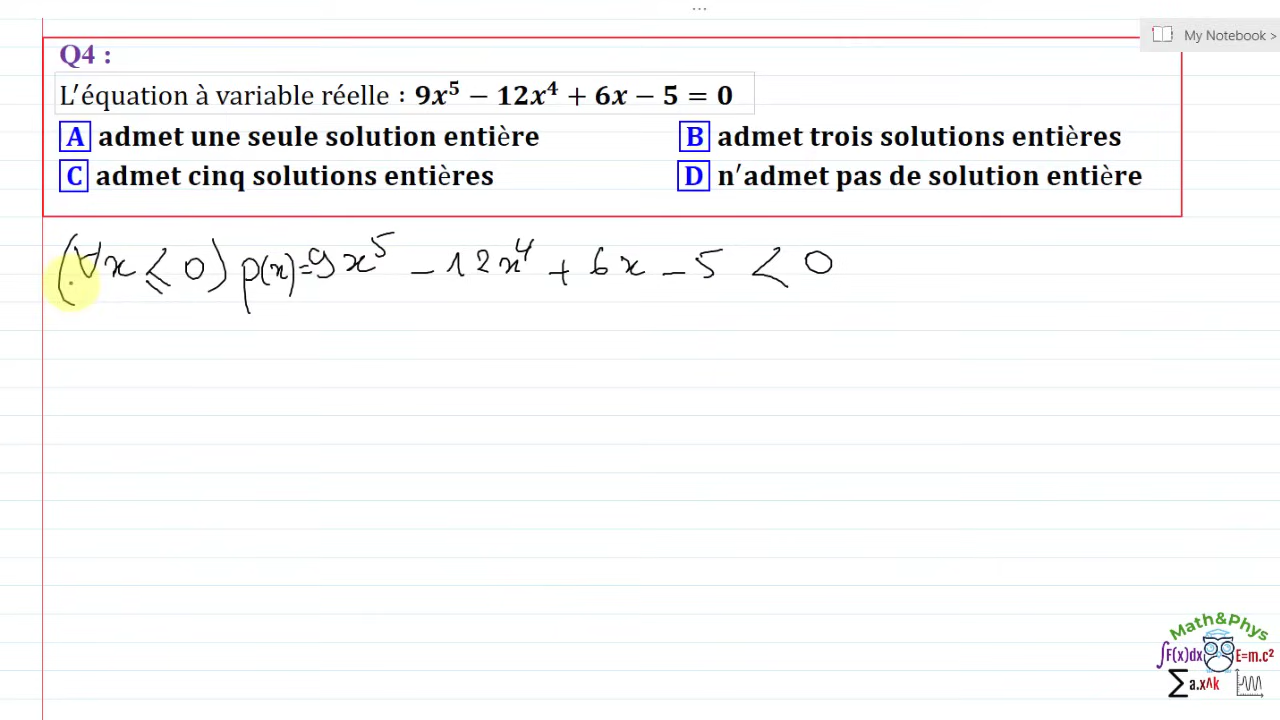 ...
My Notebook >
Q4 :
L′équation à variable réelle : 9x⁵ − 12x⁴ + 6x − 5 = 0
A admet une seule solution entière
B admet trois solutions entières
C admet cinq solutions entières
D n′admet pas de solution entière
(∀x ⩽ 0) p(x)=9x⁵ − 12x⁴ + 6x − 5 < 0
Math&Phys
∫F(x)dx E=m.c²
∑ a.x^k